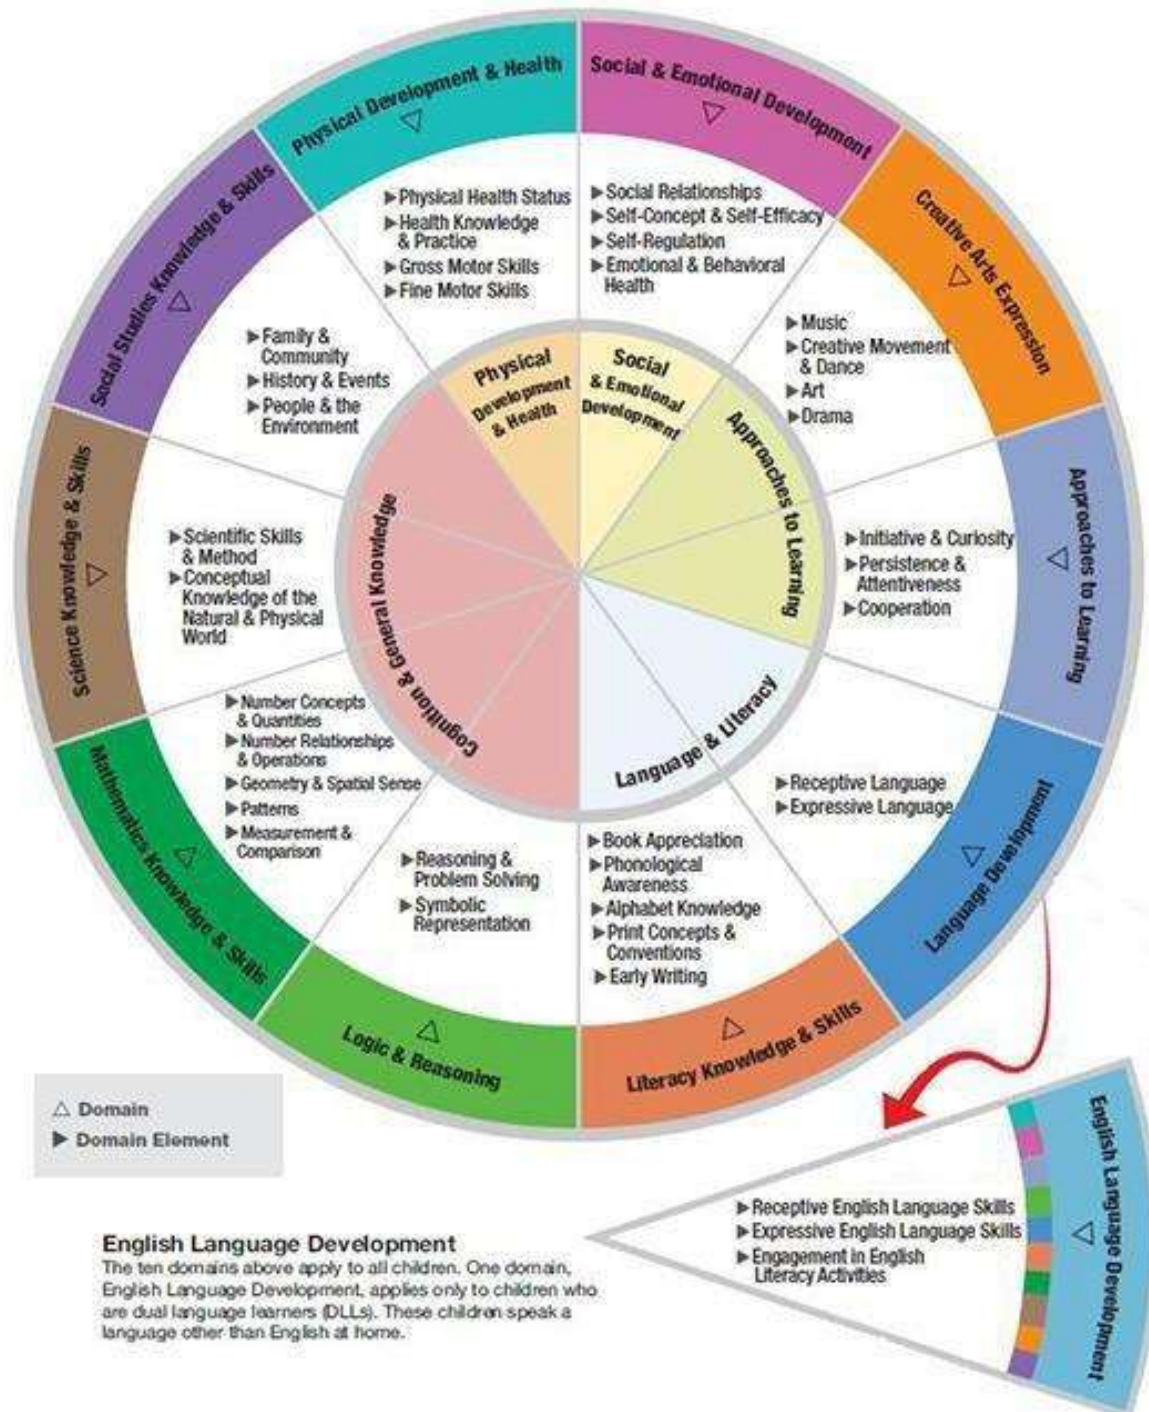 Physical Development & Health
Social & Emotional Development
Creative Arts Expression
Approaches to Learning
Language Development
Literacy Knowledge & Skills
Logic & Reasoning
Mathematics Knowledge & Skills
Science Knowledge & Skills
Social Studies Knowledge & Skills
▶Physical Health Status
▶Health Knowledge
& Practice
▶Gross Motor Skills
▶Fine Motor Skills
▶Social Relationships
▶Self-Concept & Self-Efficacy
▶Self-Regulation
▶Emotional & Behavioral
Health
▶Music
▶Creative Movement
& Dance
▶Art
▶Drama
▶Initiative & Curiosity
▶Persistence &
Attentiveness
▶Cooperation
▶Receptive Language
▶Expressive Language
▶Book Appreciation
▶Phonological
Awareness
▶Alphabet Knowledge
▶Print Concepts &
Conventions
▶Early Writing
▶Reasoning &
Problem Solving
▶Symbolic
Representation
▶Number Concepts
& Quantities
▶Number Relationships
& Operations
▶Geometry & Spatial Sense
▶Patterns
▶Measurement &
Comparison
▶Scientific Skills
& Method
▶Conceptual
Knowledge of the
Natural & Physical
World
▶Family &
Community
▶History & Events
▶People & the
Environment
Physical
Development
& Health
Social
& Emotional
Development
Approaches to Learning
Language & Literacy
Cognition & General Knowledge
△ Domain
▶ Domain Element
English Language Development
The ten domains above apply to all children. One domain,
English Language Development, applies only to children who
are dual language learners (DLLs). These children speak a
language other than English at home.
▶Receptive English Language Skills
▶Expressive English Language Skills
▶Engagement in English
Literacy Activities
English Language Development